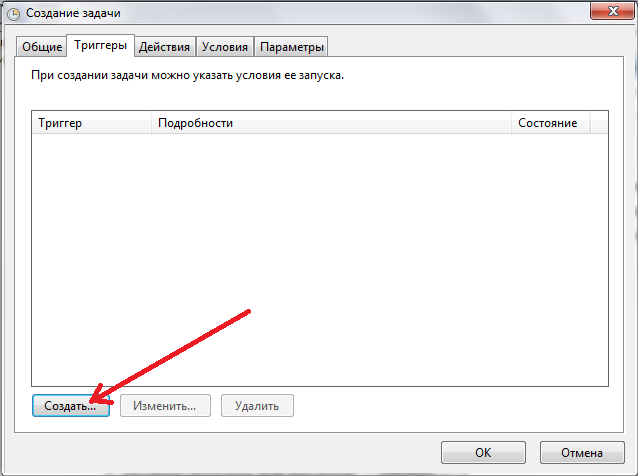 Создание задачи
Общие Триггеры Действия Условия Параметры
При создании задачи можно указать условия ее запуска.
Триггер Подробности Состояние
Создать... Изменить... Удалить
ОК Отмена